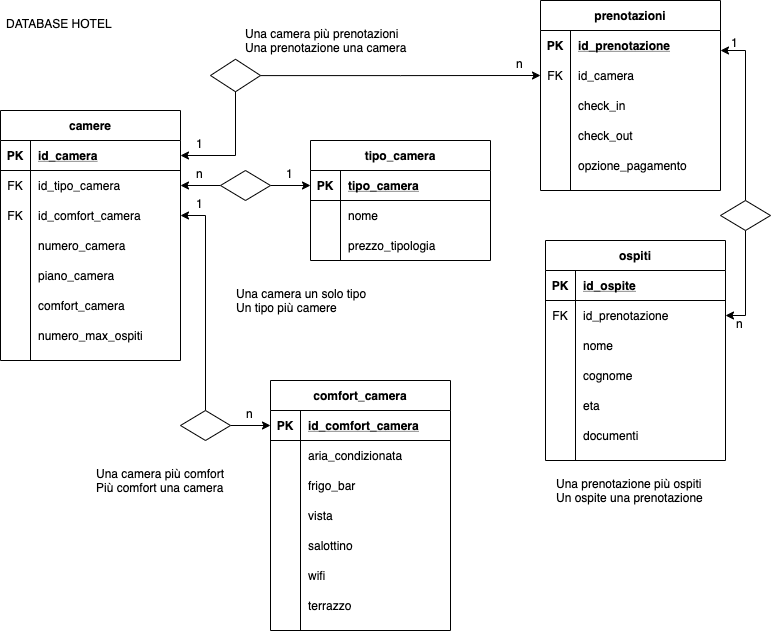 DATABASE HOTEL
Una camera più prenotazioni
Una prenotazione una camera
n
1
prenotazioni
PK id_prenotazione
FK id_camera
check_in
check_out
opzione_pagamento
1
n
camere
PK id_camera
FK id_tipo_camera
FK id_comfort_camera
numero_camera
piano_camera
comfort_camera
numero_max_ospiti
n
1
1
tipo_camera
PK tipo_camera
nome
prezzo_tipologia
Una camera un solo tipo
Un tipo più camere
ospiti
PK id_ospite
FK id_prenotazione
nome
cognome
eta
documenti
Una prenotazione più ospiti
Un ospite una prenotazione
n
comfort_camera
PK id_comfort_camera
aria_condizionata
frigo_bar
vista
salottino
wifi
terrazzo
Una camera più comfort
Più comfort una camera